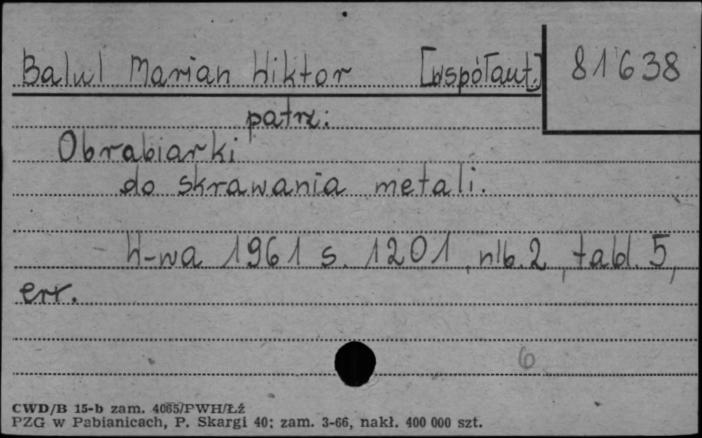 Balul Marian Wiktor [współaut.] 81638
patrz:
Obrabiarki
do skrawania metali.
W-wa 1961 s. 1201, nlb. 2, tabl. 5,
err.
6
CWD/B 15-b zam. 4065/PWH/Łź
PZG w Pabianicach, P. Skargi 40; zam. 3-66, nakł. 400 000 szt.